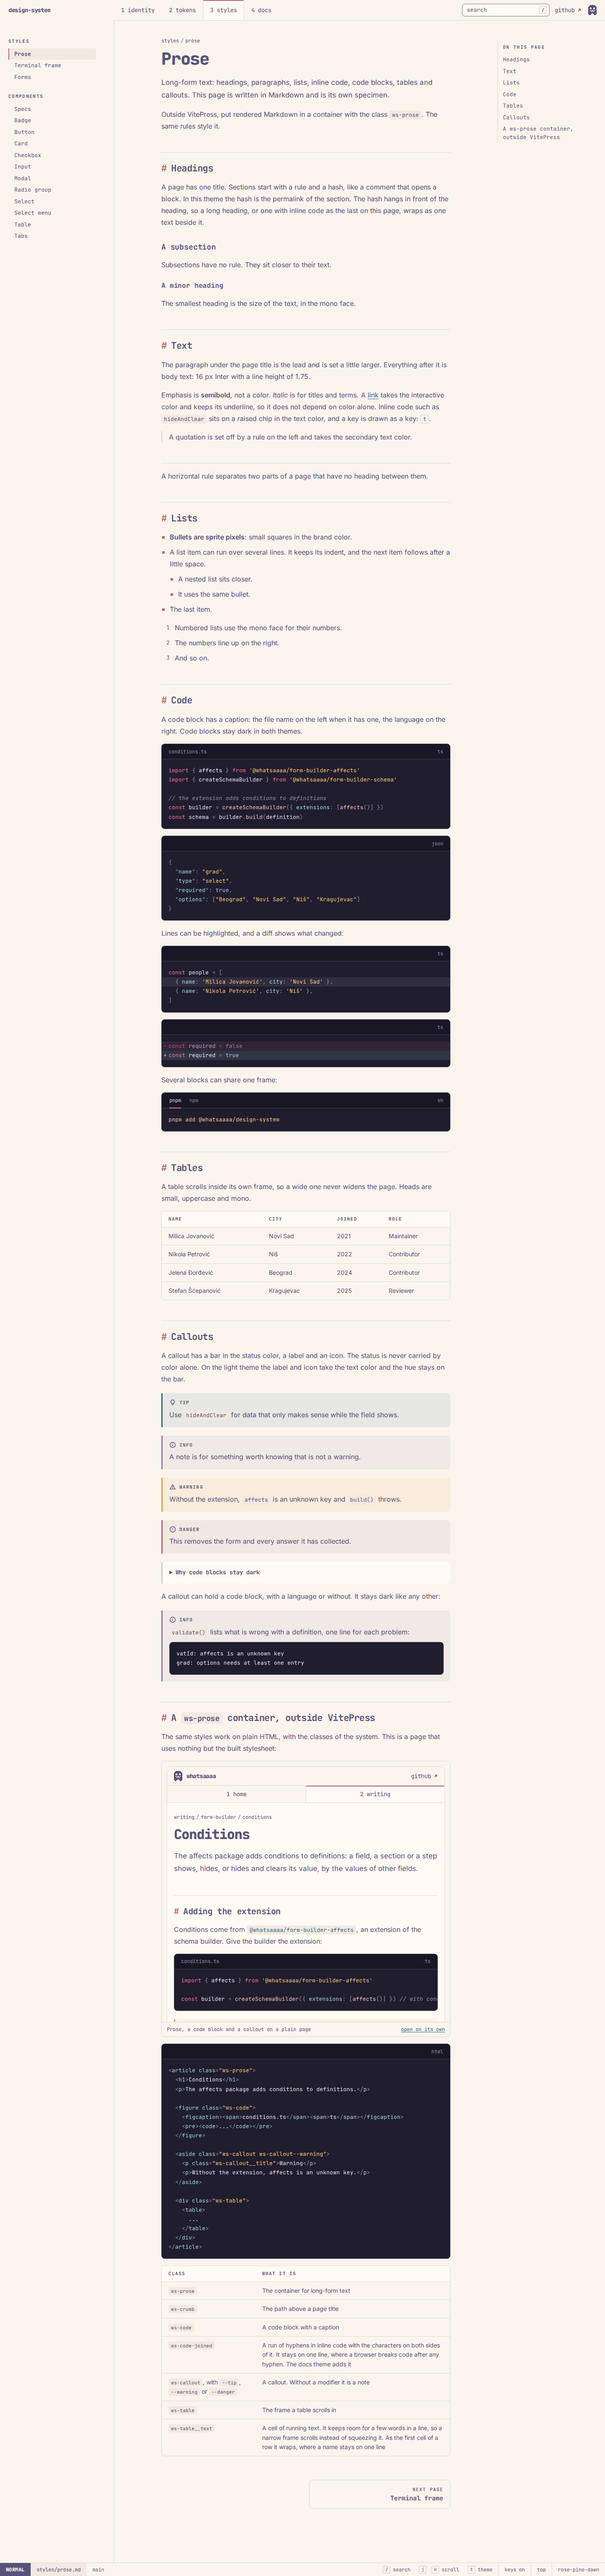 design-system
1 identity
2 tokens
3 styles
4 docs
search /
github ↗
STYLES
Prose
Terminal frame
Forms
COMPONENTS
Specs
Badge
Button
Card
Checkbox
Input
Modal
Radio group
Select
Select menu
Table
Tabs
styles / prose
Prose
Long-form text: headings, paragraphs, lists, inline code, code blocks, tables and
callouts. This page is written in Markdown and is its own specimen.
Outside VitePress, put rendered Markdown in a container with the class ws-prose. The
same rules style it.
# Headings
A page has one title. Sections start with a rule and a hash, like a comment that opens a
block. In this theme the hash is the permalink of the section. The hash hangs in front of the
heading, so a long heading, or one with inline code as the last on this page, wraps as one
text beside it.
A subsection
Subsections have no rule. They sit closer to their text.
A minor heading
The smallest heading is the size of the text, in the mono face.
# Text
The paragraph under the page title is the lead and is set a little larger. Everything after it is
body text: 16 px Inter with a line height of 1.75.
Emphasis is semibold, not a color. Italic is for titles and terms. A link takes the interactive
color and keeps its underline, so it does not depend on color alone. Inline code such as
hideAndClear sits on a raised chip in the text color, and a key is drawn as a key: t.
A quotation is set off by a rule on the left and takes the secondary text color.
A horizontal rule separates two parts of a page that have no heading between them.
# Lists
Bullets are sprite pixels: small squares in the brand color.
A list item can run over several lines. It keeps its indent, and the next item follows after a
little space.
A nested list sits closer.
It uses the same bullet.
The last item.
1 Numbered lists use the mono face for their numbers.
2 The numbers line up on the right.
3 And so on.
# Code
A code block has a caption: the file name on the left when it has one, the language on the
right. Code blocks stay dark in both themes.
conditions.ts ts
import { affects } from '@whatsaaaa/form-builder-affects'
import { createSchemaBuilder } from '@whatsaaaa/form-builder-schema'
// the extension adds conditions to definitions
const builder = createSchemaBuilder({ extensions: [affects()] })
const schema = builder.build(definition)
json
{
"name": "grad",
"type": "select",
"required": true,
"options": ["Beograd", "Novi Sad", "Niš", "Kragujevac"]
}
Lines can be highlighted, and a diff shows what changed:
ts
const people = [
{ name: 'Milica Jovanović', city: 'Novi Sad' },
{ name: 'Nikola Petrović', city: 'Niš' },
]
ts
- const required = false
+ const required = true
Several blocks can share one frame:
pnpm npm sh
pnpm add @whatsaaaa/design-system
# Tables
A table scrolls inside its own frame, so a wide one never widens the page. Heads are
small, uppercase and mono.
NAME CITY JOINED ROLE
Milica Jovanović Novi Sad 2021 Maintainer
Nikola Petrović Niš 2022 Contributor
Jelena Đorđević Beograd 2024 Contributor
Stefan Šćepanović Kragujevac 2025 Reviewer
# Callouts
A callout has a bar in the status color, a label and an icon. The status is never carried by
color alone. On the light theme the label and icon take the text color and the hue stays on
the bar.
TIP
Use hideAndClear for data that only makes sense while the field shows.
INFO
A note is for something worth knowing that is not a warning.
WARNING
Without the extension, affects is an unknown key and build() throws.
DANGER
This removes the form and every answer it has collected.
▶ Why code blocks stay dark
A callout can hold a code block, with a language or without. It stays dark like any other:
INFO
validate() lists what is wrong with a definition, one line for each problem:
vatId: affects is an unknown key
grad: options needs at least one entry
# A ws-prose container, outside VitePress
The same styles work on plain HTML, with the classes of the system. This is a page that
uses nothing but the built stylesheet:
whatsaaaa github ↗
1 home 2 writing
writing / form-builder / conditions
Conditions
The affects package adds conditions to definitions: a field, a section or a step
shows, hides, or hides and clears its value, by the values of other fields.
# Adding the extension
Conditions come from @whatsaaaa/form-builder-affects, an extension of the
schema builder. Give the builder the extension:
conditions.ts ts
import { affects } from '@whatsaaaa/form-builder-affects'
const builder = createSchemaBuilder({ extensions: [affects()] }) // with con
Prose, a code block and a callout on a plain page open on its own
html
<article class="ws-prose">
<h1>Conditions</h1>
<p>The affects package adds conditions to definitions.</p>
<figure class="ws-code">
<figcaption><span>conditions.ts</span><span>ts</span></figcaption>
<pre><code>...</code></pre>
</figure>
<aside class="ws-callout ws-callout--warning">
<p class="ws-callout__title">Warning</p>
<p>Without the extension, affects is an unknown key.</p>
</aside>
<div class="ws-table">
<table>
...
</table>
</div>
</article>
CLASS WHAT IT IS
ws-prose The container for long-form text
ws-crumb The path above a page title
ws-code A code block with a caption
ws-code-joined A run of hyphens in inline code with the characters on both sides
of it. It stays on one line, where a browser breaks code after any
hyphen. The docs theme adds it
ws-callout, with --tip, A callout. Without a modifier it is a note
--warning or --danger
ws-table The frame a table scrolls in
ws-table__text A cell of running text. It keeps room for a few words in a line, so a
narrow frame scrolls instead of squeezing it. As the first cell of a
row it wraps, where a name stays on one line
NEXT PAGE
Terminal frame
ON THIS PAGE
Headings
Text
Lists
Code
Tables
Callouts
A ws-prose container,
outside VitePress
NORMAL styles/prose.md main / search j k scroll t theme keys on top rose-pine-dawn